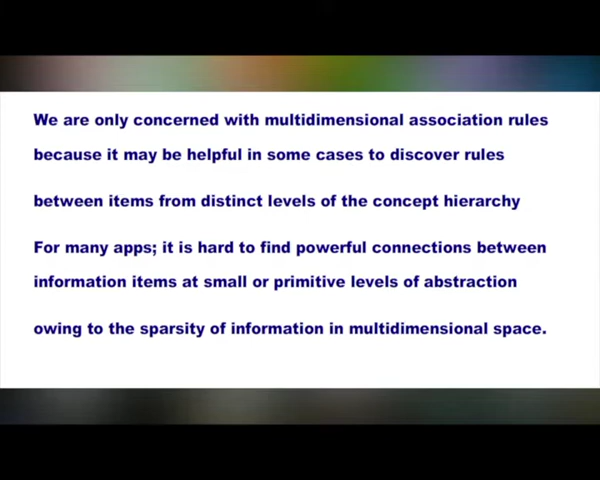 We are only concerned with multidimensional association rules
because it may be helpful in some cases to discover rules
between items from distinct levels of the concept hierarchy
For many apps; it is hard to find powerful connections between
information items at small or primitive levels of abstraction
owing to the sparsity of information in multidimensional space.